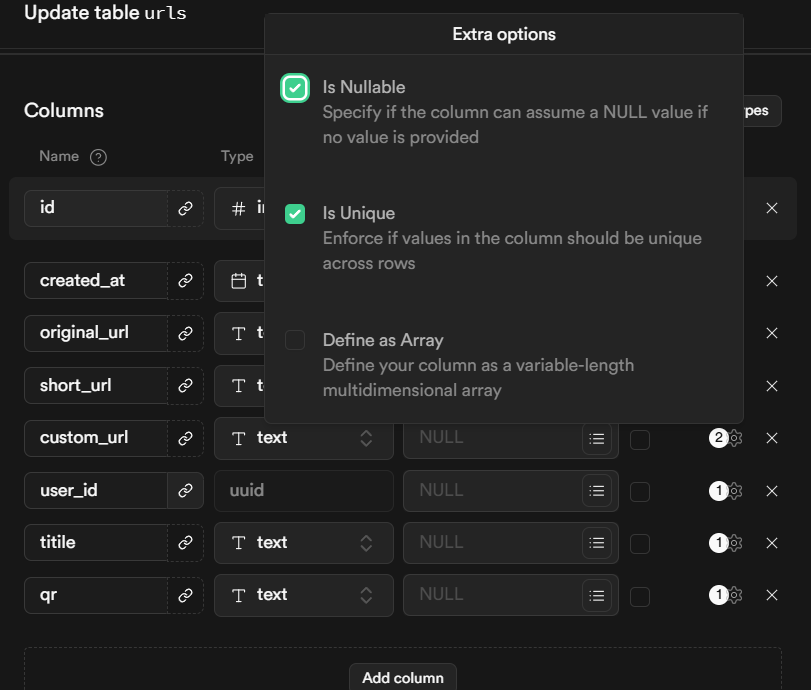 Update table urls
Extra options
Is Nullable
Specify if the column can assume a NULL value if
no value is provided
Columns
Name ?
Type
Is Unique
Enforce if values in the column should be unique
across rows
id
created_at
original_url
short_url
Define as Array
Define your column as a variable-length
multidimensional array
custom_url text NULL 2
user_id uuid NULL 1
titile text NULL 1
qr text NULL 1
Add column